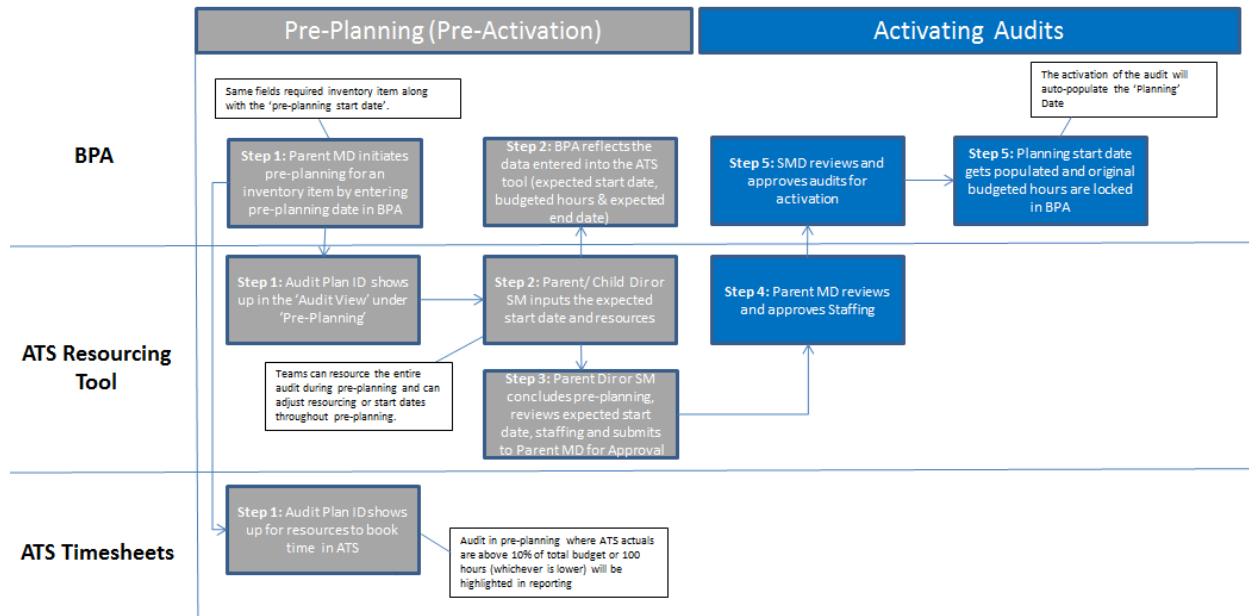 Pre-Planning (Pre-Activation)
Activating Audits
BPA
Same fields required inventory item along
with the ‘pre-planning start date’.
The activation of the audit will
auto-populate the ‘Planning’
Date
Step 1: Parent MD initiates
pre-planning for an
inventory item by entering
pre-planning date in BPA
Step 2: BPA reflects the
data entered into the ATS
tool (expected start date,
budgeted hours & expected
end date)
Step 5: SMD reviews and
approves audits for
activation
Step 5: Planning start date
gets populated and original
budgeted hours are locked
in BPA
ATS Resourcing
Tool
Step 1: Audit Plan ID shows
up in the ‘Audit View’ under
‘Pre-Planning’
Step 2: Parent/ Child Dir or
SM inputs the expected
start date and resources
Step 4: Parent MD reviews
and approves Staffing
Teams can resource the entire
audit during pre-planning and can
adjust resourcing or start dates
throughout pre-planning.
Step 3: Parent Dir or SM
concludes pre-planning,
reviews expected start
date, staffing and submits
to Parent MD for Approval
ATS Timesheets
Step 1: Audit Plan ID shows
up for resources to book
time in ATS
Audit in pre-planning where ATS actuals
are above 10% of total budget or 100
hours (whichever is lower) will be
highlighted in reporting